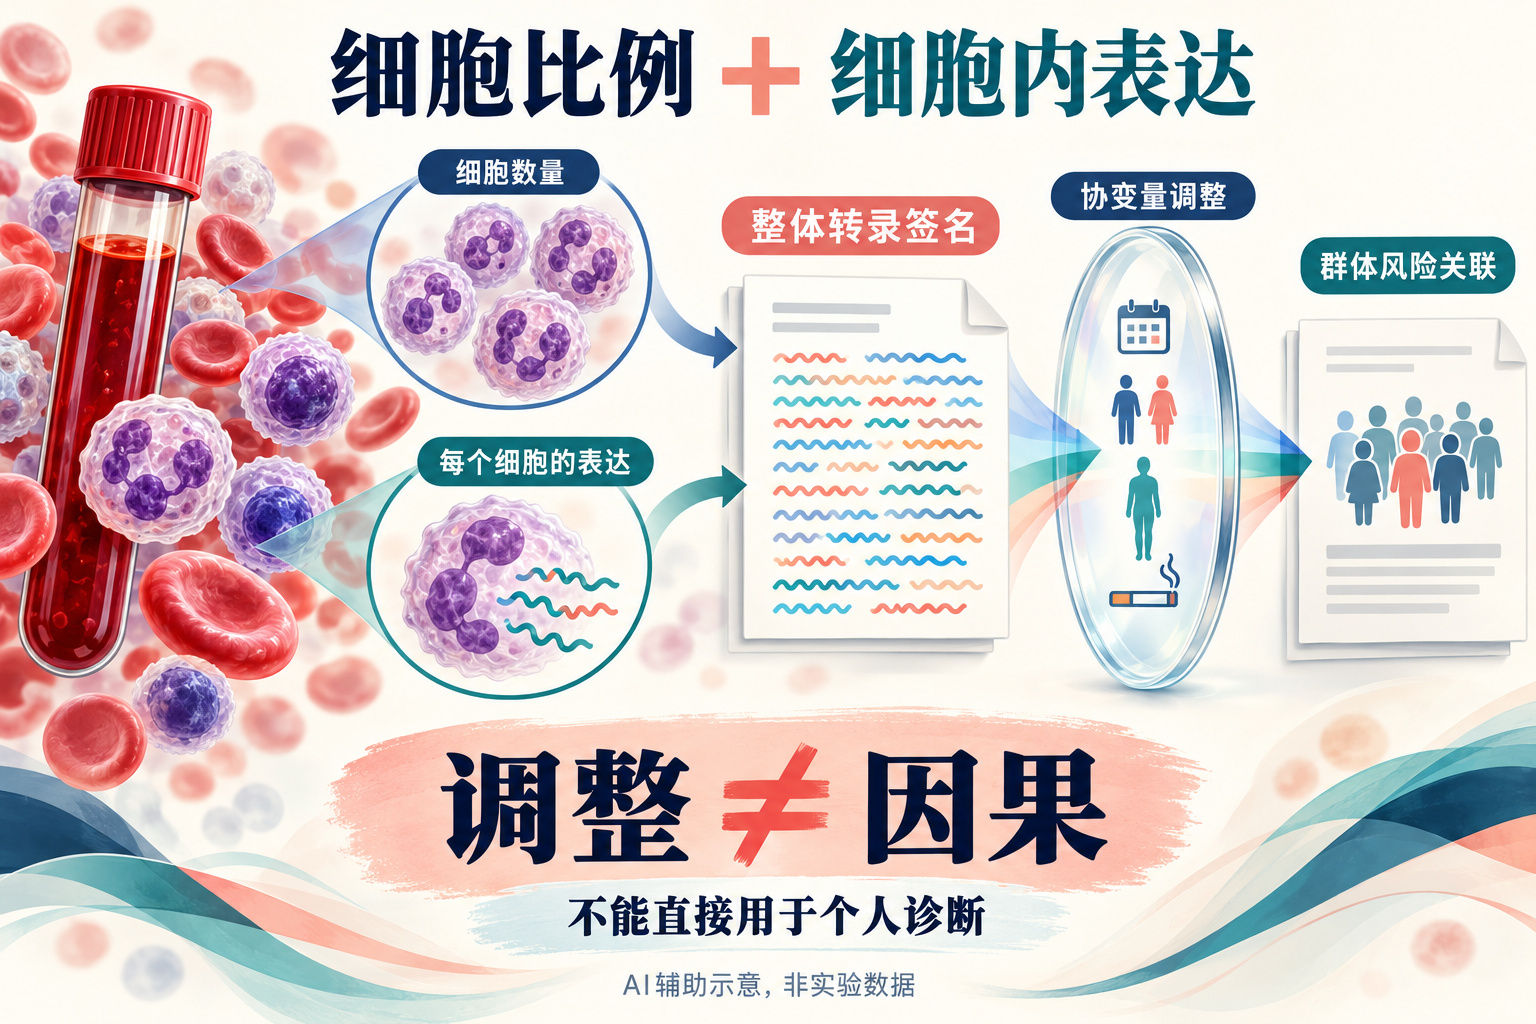 细胞比例 + 细胞内表达
细胞数量
整体转录签名
协变量调整
群体风险关联
每个细胞的表达
调整 ≠ 因果
不能直接用于个人诊断
AI辅助示意，非实验数据